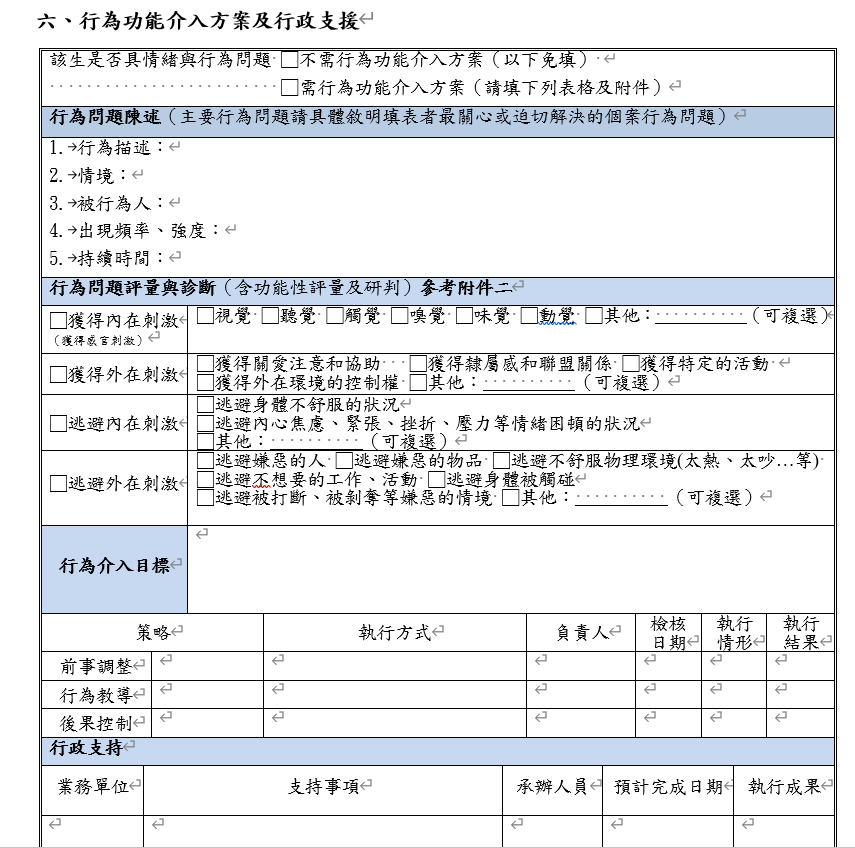 六、行為功能介入方案及行政支援
該生是否具情緒與行為問題 □不需行為功能介入方案（以下免填）
□需行為功能介入方案（請填下列表格及附件）
行為問題陳述（主要行為問題請具體敘明填表者最關心或迫切解決的個案行為問題）
1.行為描述：
2.情境：
3.被行為人：
4.出現頻率、強度：
5.持續時間：
行為問題評量與診斷（含功能性評量及研判）參考附件二
□獲得內在刺激
（獲得感官刺激）
□視覺 □聽覺 □觸覺 □嗅覺 □味覺 □動覺 □其他：__________（可複選）
□獲得外在刺激
□獲得關愛注意和協助 □獲得隸屬感和聯盟關係 □獲得特定的活動
□獲得外在環境的控制權 □其他：__________（可複選）
□逃避內在刺激
□逃避身體不舒服的狀況
□逃避內心焦慮、緊張、挫折、壓力等情緒困頓的狀況
□其他：__________（可複選）
□逃避外在刺激
□逃避嫌惡的人 □逃避嫌惡的物品 □逃避不舒服物理環境(太熱、太吵…等)
□逃避不想要的工作、活動 □逃避身體被觸碰
□逃避被打斷、被剝奪等嫌惡的情境 □其他：__________（可複選）
行為介入目標
策略 執行方式 負責人 檢核日期 執行情形 執行結果
前事調整
行為教導
後果控制
行政支持
業務單位 支持事項 承辦人員 預計完成日期 執行成果